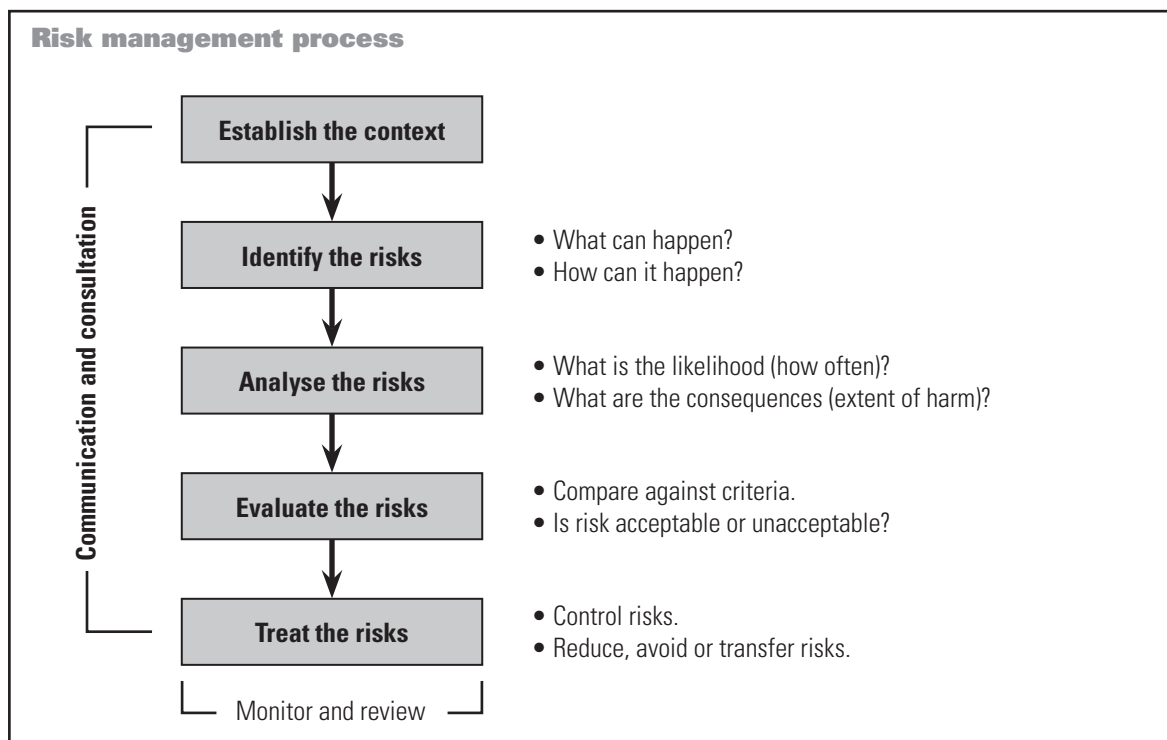 Risk management process
Communication and consultation
Establish the context
Identify the risks
• What can happen?
• How can it happen?
Analyse the risks
• What is the likelihood (how often)?
• What are the consequences (extent of harm)?
Evaluate the risks
• Compare against criteria.
• Is risk acceptable or unacceptable?
Treat the risks
• Control risks.
• Reduce, avoid or transfer risks.
Monitor and review